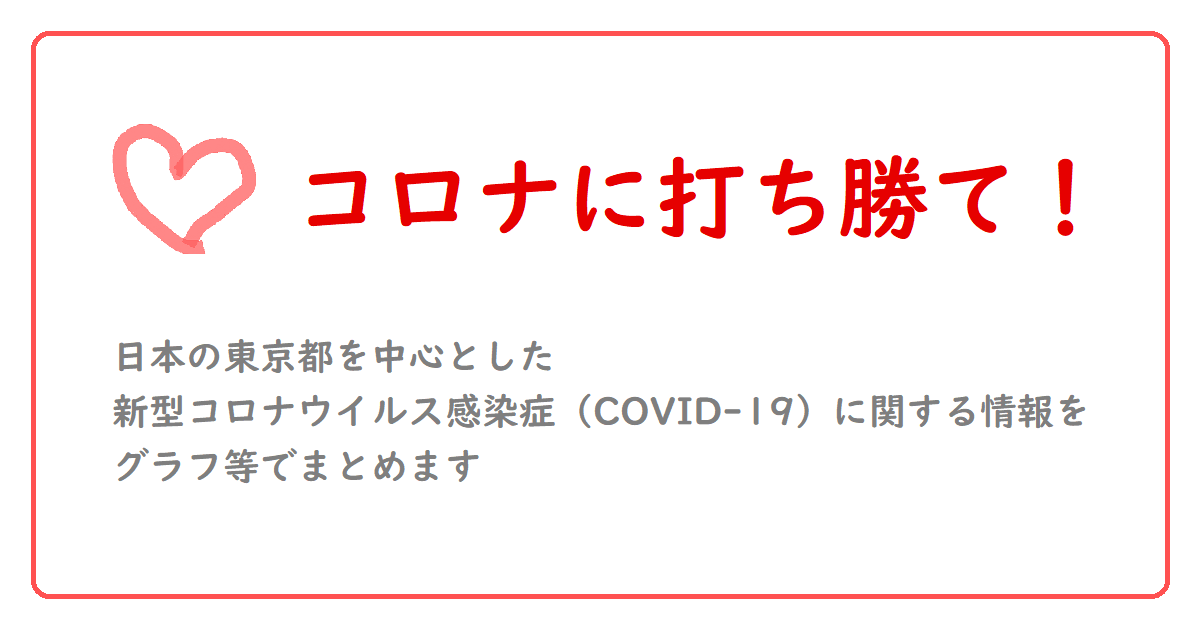 コロナに打ち勝て！
日本の東京都を中心とした
新型コロナウイルス感染症（COVID-19）に関する情報を
グラフ等でまとめます